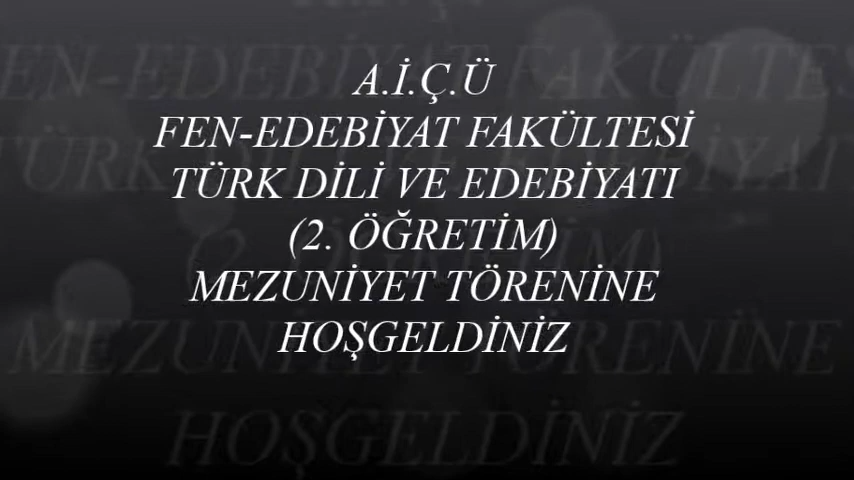 A.İ.Ç.Ü
FEN-EDEBİYAT FAKÜLTESİ
TÜRK DİLİ VE EDEBİYATI
(2. ÖĞRETİM)
MEZUNİYET TÖRENİNE
HOŞGELDİNİZ